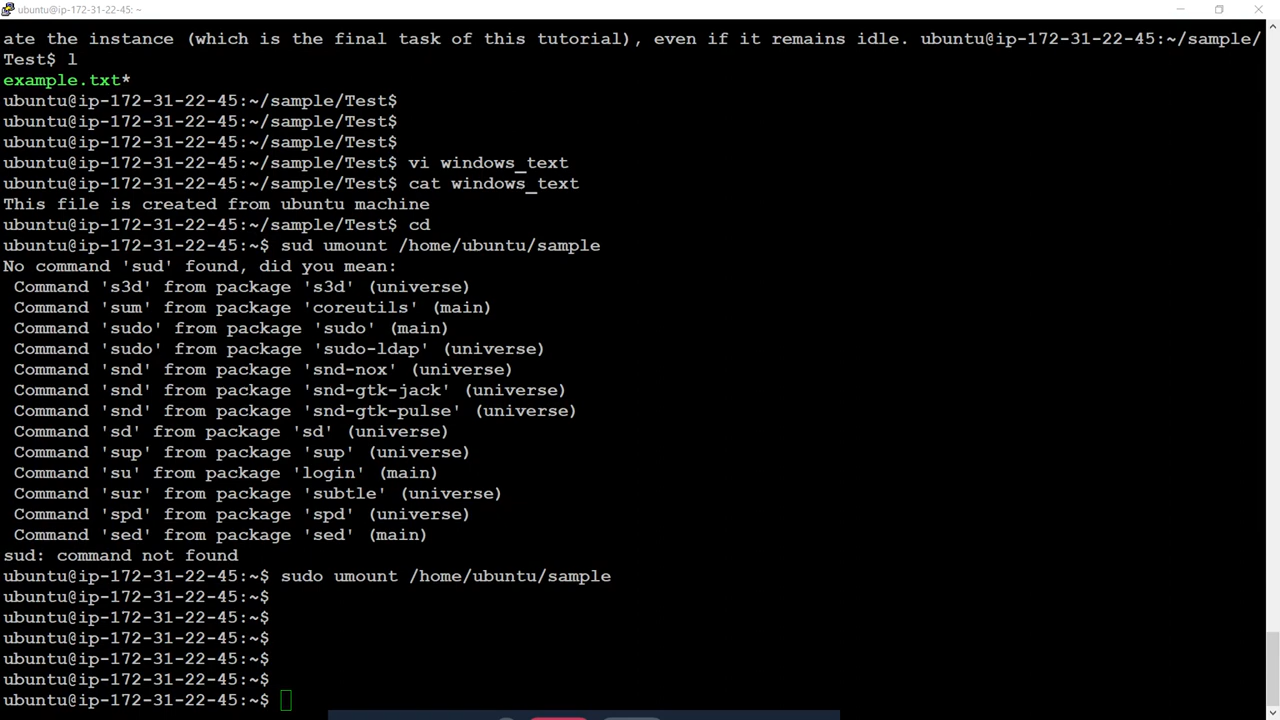 ubuntu@ip-172-31-22-45: ~
ate the instance (which is the final task of this tutorial), even if it remains idle. ubuntu@ip-172-31-22-45:~/sample/
Test$ l
example.txt*
ubuntu@ip-172-31-22-45:~/sample/Test$
ubuntu@ip-172-31-22-45:~/sample/Test$
ubuntu@ip-172-31-22-45:~/sample/Test$
ubuntu@ip-172-31-22-45:~/sample/Test$ vi windows_text
ubuntu@ip-172-31-22-45:~/sample/Test$ cat windows_text
This file is created from ubuntu machine
ubuntu@ip-172-31-22-45:~/sample/Test$ cd
ubuntu@ip-172-31-22-45:~$ sud umount /home/ubuntu/sample
No command 'sud' found, did you mean:
 Command 's3d' from package 's3d' (universe)
 Command 'sum' from package 'coreutils' (main)
 Command 'sudo' from package 'sudo' (main)
 Command 'sudo' from package 'sudo-ldap' (universe)
 Command 'snd' from package 'snd-nox' (universe)
 Command 'snd' from package 'snd-gtk-jack' (universe)
 Command 'snd' from package 'snd-gtk-pulse' (universe)
 Command 'sd' from package 'sd' (universe)
 Command 'sup' from package 'sup' (universe)
 Command 'su' from package 'login' (main)
 Command 'sur' from package 'subtle' (universe)
 Command 'spd' from package 'spd' (universe)
 Command 'sed' from package 'sed' (main)
sud: command not found
ubuntu@ip-172-31-22-45:~$ sudo umount /home/ubuntu/sample
ubuntu@ip-172-31-22-45:~$
ubuntu@ip-172-31-22-45:~$
ubuntu@ip-172-31-22-45:~$
ubuntu@ip-172-31-22-45:~$
ubuntu@ip-172-31-22-45:~$
ubuntu@ip-172-31-22-45:~$